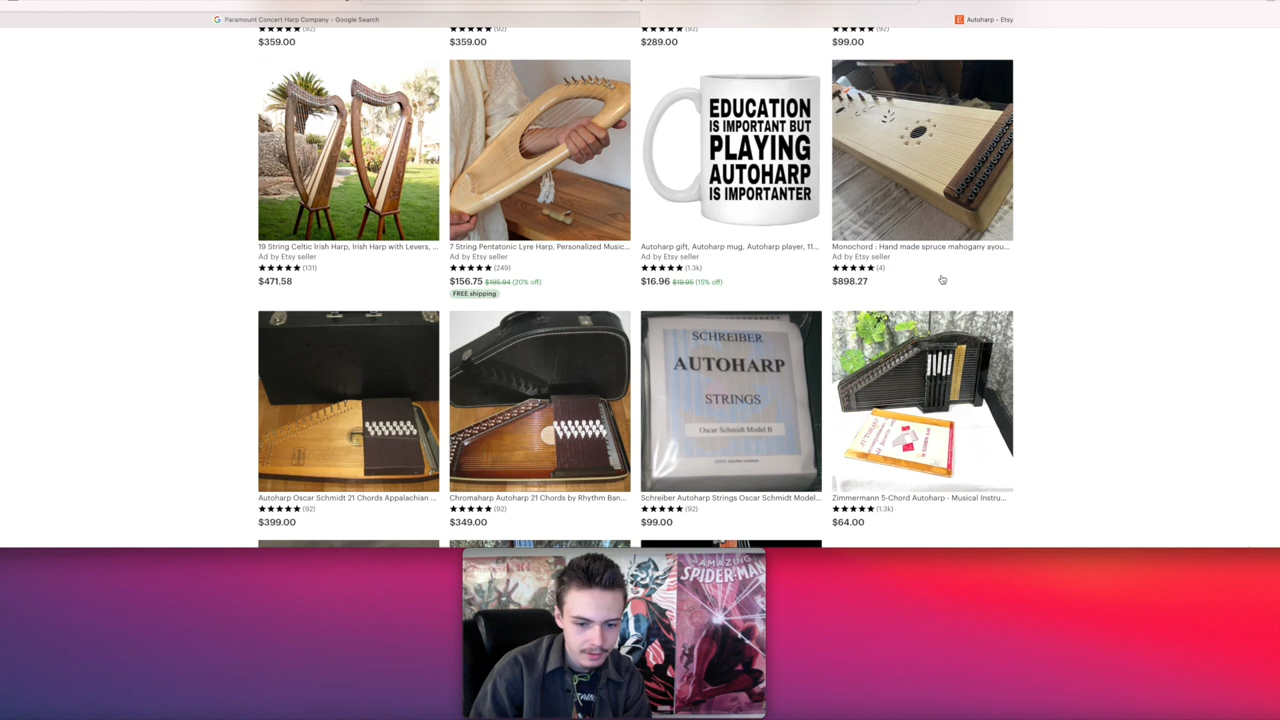 Paramount Concert Harp Company - Google Search
Autoharp - Etsy
(92)
(92)
(92)
(92)
$359.00
$359.00
$289.00
$99.00
EDUCATION
IS IMPORTANT BUT
PLAYING
AUTOHARP
IS IMPORTANTER
19 String Celtic Irish Harp, Irish Harp with Levers, ...
Ad by Etsy seller
(131)
$471.58
7 String Pentatonic Lyre Harp, Personalized Music...
Ad by Etsy seller
(249)
$156.75 $195.94 (20% off)
FREE shipping
Autoharp gift, Autoharp mug, Autoharp player, 11...
Ad by Etsy seller
(1.3k)
$16.96 $19.95 (15% off)
Monochord : Hand made spruce mahogany ayou...
Ad by Etsy seller
(4)
$898.27
SCHREIBER
AUTOHARP
STRINGS
Oscar Schmidt Model B
Autoharp Oscar Schmidt 21 Chords Appalachian ...
(92)
$399.00
Chromaharp Autoharp 21 Chords by Rhythm Ban...
(92)
$349.00
Schreiber Autoharp Strings Oscar Schmidt Model...
(92)
$99.00
Zimmermann 5-Chord Autoharp - Musical Instru...
(1.3k)
$64.00
AMAZING
SPIDER-MAN